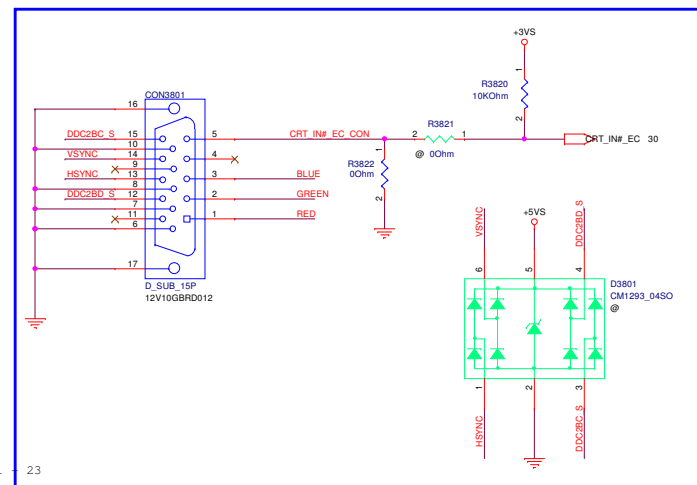 +3VS
1
R3820
10KOhm
2
CON3801
16
DDC2BC_S 15
10
VSYNC 14
9
HSYNC 13
8
DDC2BD_S 12
7
11
6
17
5 CRT_IN#_EC_CON
4
3 BLUE
2 GREEN
1 RED
D_SUB_15P
12V10GBRD012
R3821
2 1
@ 0Ohm
CRT_IN#_EC 30
1
R3822
0Ohm
2
+5VS
VSYNC
DDC2BD_S
6 5 4
D3801
CM1293_04SO
@
1 2 3
HSYNC
DDC2BC_S
- 23